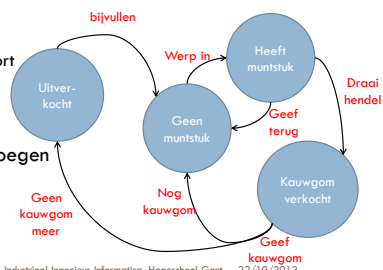 bijvullen
ort
Werp in
Heeft
muntstuk
Uitver-
kocht
Draai
hendel
Geen
muntstuk
Geef
terug
oegen
Kauwgom
verkocht
Nog
kauwgom
Geen
kauwgom
meer
Geef
kauwgom
Industrieel Ingenieur Informatica, Hogeschool Gent 22/10/2012